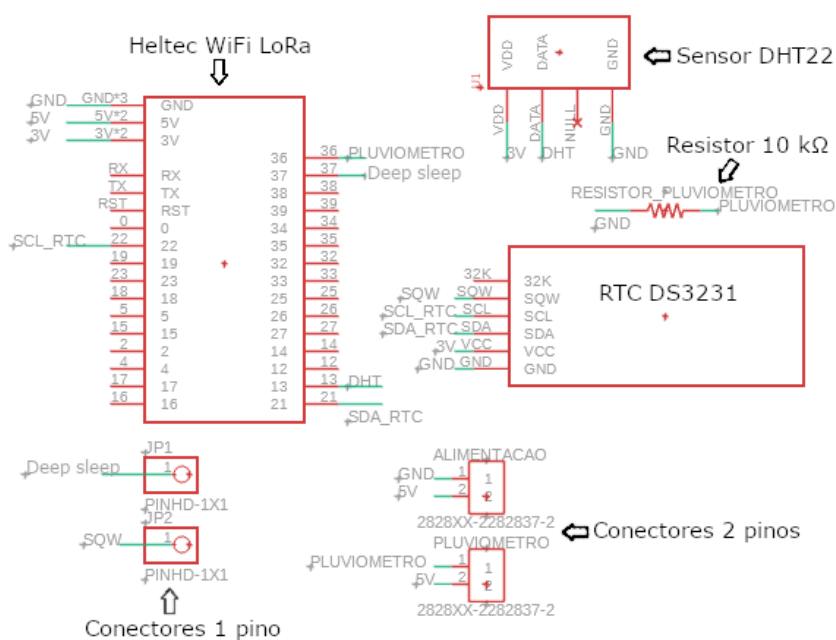 Heltec WiFi LoRa
GND GND*3 GND
5V 5V*2 5V
3V 3V*2 3V
36 36 PLUVIOMETRO
RX RX 37 37 Deep sleep
TX TX 38 38
RST RST 39 39
0 0 34 34
SCL_RTC 22 22 35 35
19 19 32 32
23 23 33 33
18 18 25 25
5 5 26 26
15 15 27 27
2 2 14 14
4 4 12 12
17 17 13 13 DHT
16 16 21 21
SDA_RTC
Sensor DHT22
VDD DATA GND
U1
VDD DATA NULL GND
3V DHT GND
Resistor 10 kΩ
RESISTOR_PLUVIOMETRO
GND PLUVIOMETRO
RTC DS3231
32K 32K
SQW SQW SQW
SCL_RTC SCL SCL
SDA_RTC SDA SDA
3V VCC VCC
GND GND GND
JP1
Deep sleep 1
PINHD-1X1
JP2
SQW 1
PINHD-1X1
Conectores 1 pino
ALIMENTACAO
GND 1 1
5V 2 2
2828XX-2282837-2
Conectores 2 pinos
PLUVIOMETRO
PLUVIOMETRO 1 1
5V 2 2
2828XX-2282837-2